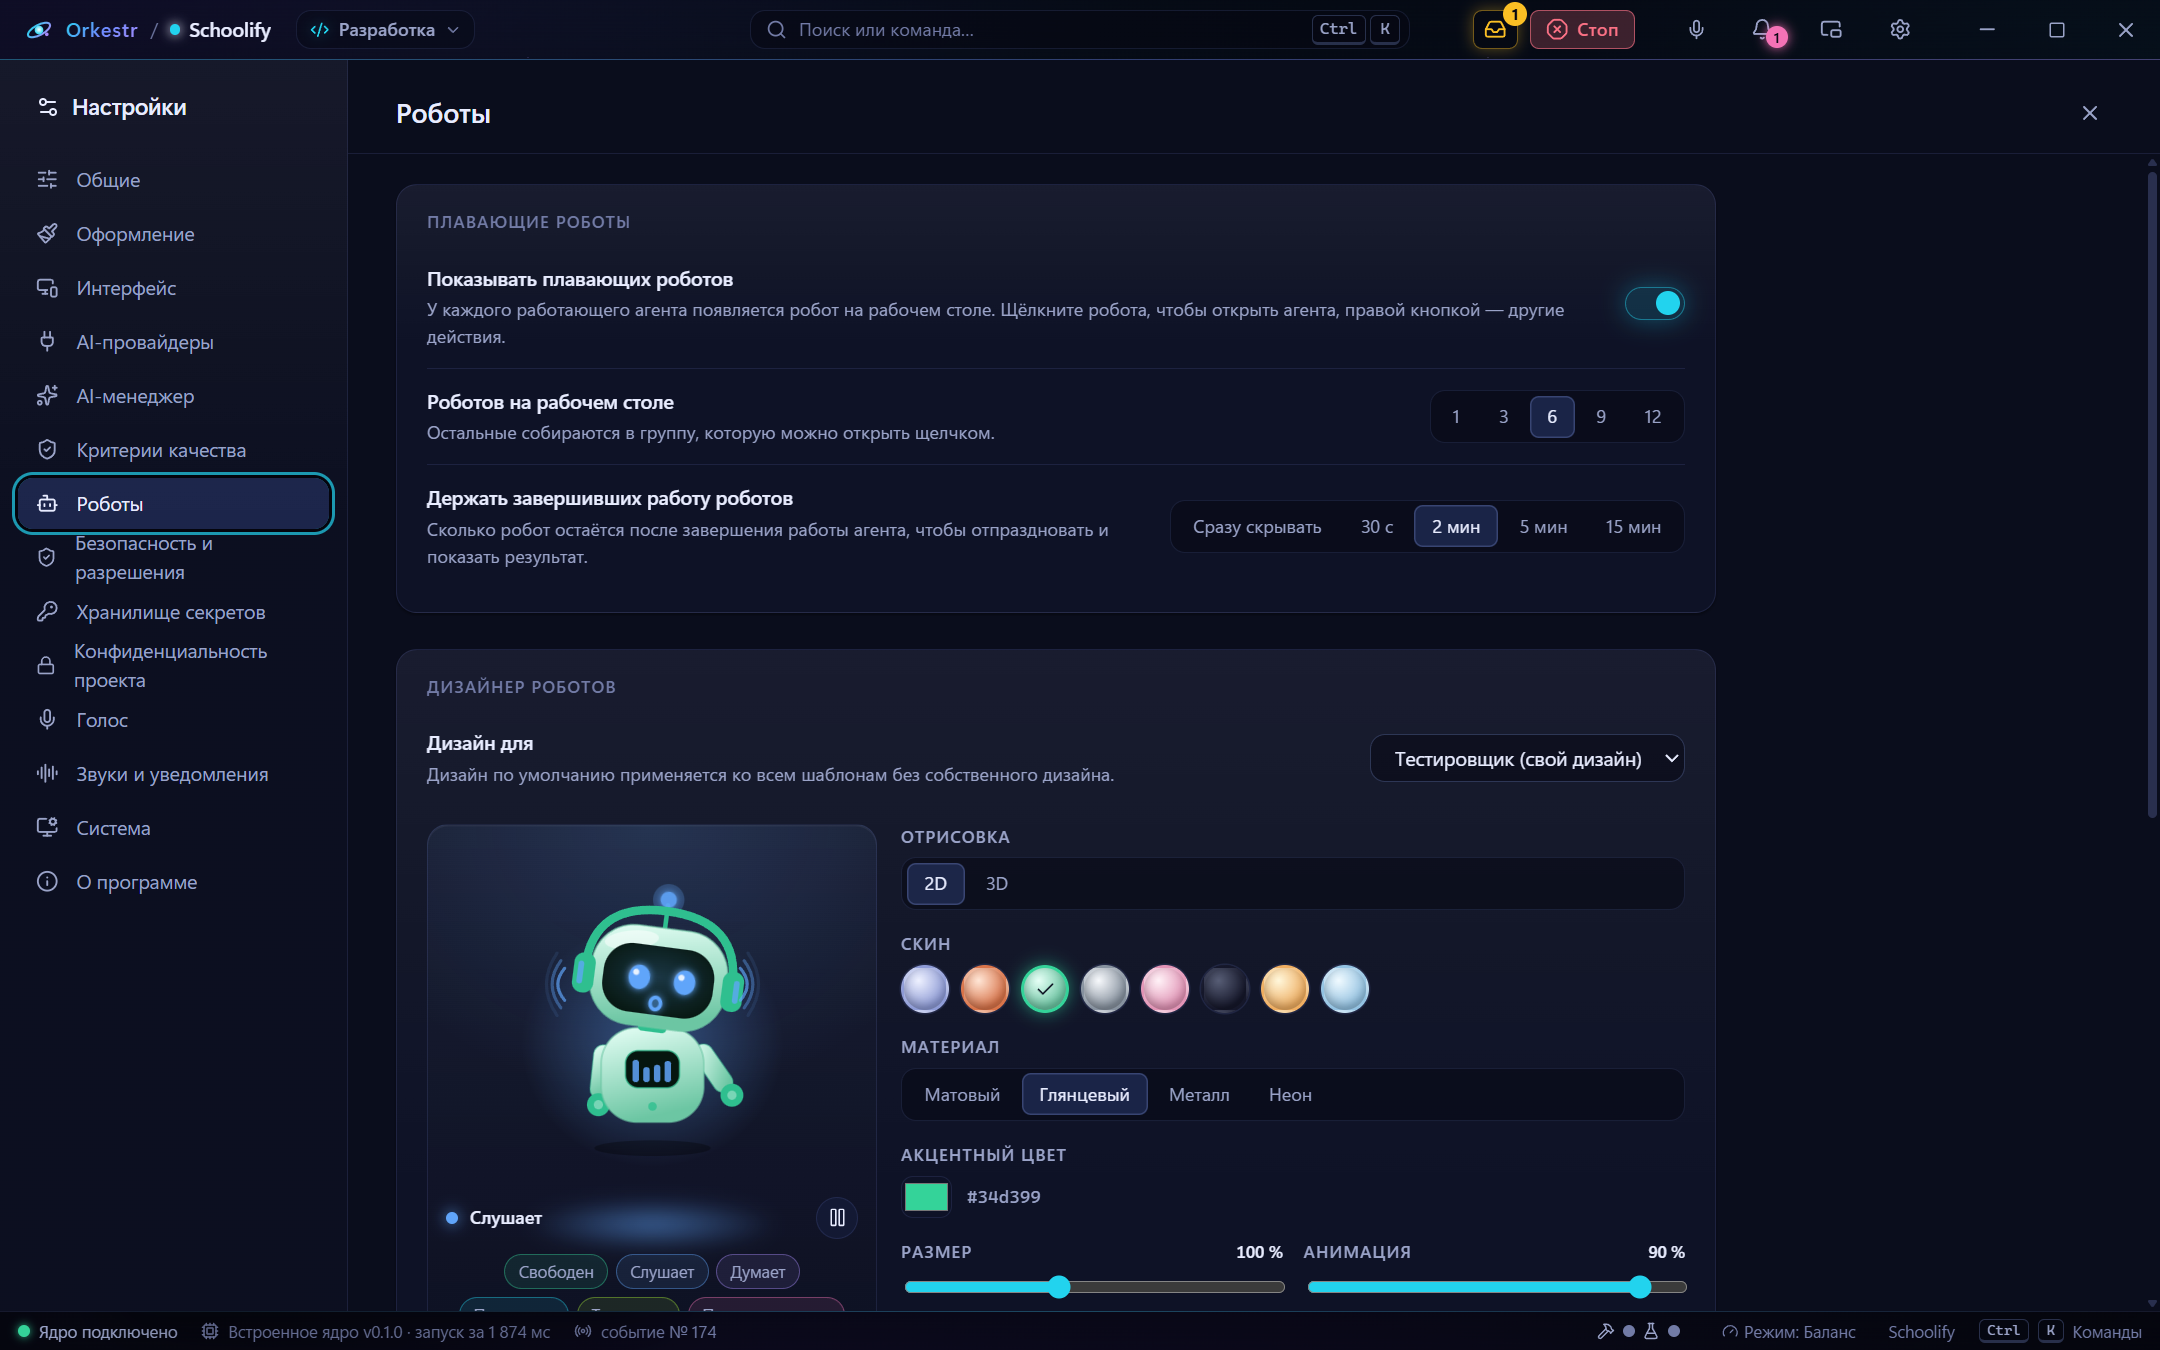 Orkestr / Schoolify
Разработка
Поиск или команда...
Ctrl K
1
Стоп
1
Настройки
Общие
Оформление
Интерфейс
AI-провайдеры
AI-менеджер
Критерии качества
Роботы
Безопасность и
разрешения
Хранилище секретов
Конфиденциальность
проекта
Голос
Звуки и уведомления
Система
О программе
Роботы
ПЛАВАЮЩИЕ РОБОТЫ
Показывать плавающих роботов
У каждого работающего агента появляется робот на рабочем столе. Щёлкните робота, чтобы открыть агента, правой кнопкой — другие
действия.
Роботов на рабочем столе
Остальные собираются в группу, которую можно открыть щелчком.
1 3 6 9 12
Держать завершивших работу роботов
Сколько робот остаётся после завершения работы агента, чтобы отпраздновать и
показать результат.
Сразу скрывать 30 с 2 мин 5 мин 15 мин
ДИЗАЙНЕР РОБОТОВ
Дизайн для
Дизайн по умолчанию применяется ко всем шаблонам без собственного дизайна.
Тестировщик (свой дизайн)
ОТРИСОВКА
2D 3D
СКИН
МАТЕРИАЛ
Матовый Глянцевый Металл Неон
АКЦЕНТНЫЙ ЦВЕТ
#34d399
РАЗМЕР 100 %
АНИМАЦИЯ 90 %
Слушает
Свободен Слушает Думает
Ядро подключено
Встроенное ядро v0.1.0 · запуск за 1 874 мс
событие № 174
Режим: Баланс
Schoolify
Ctrl K Команды